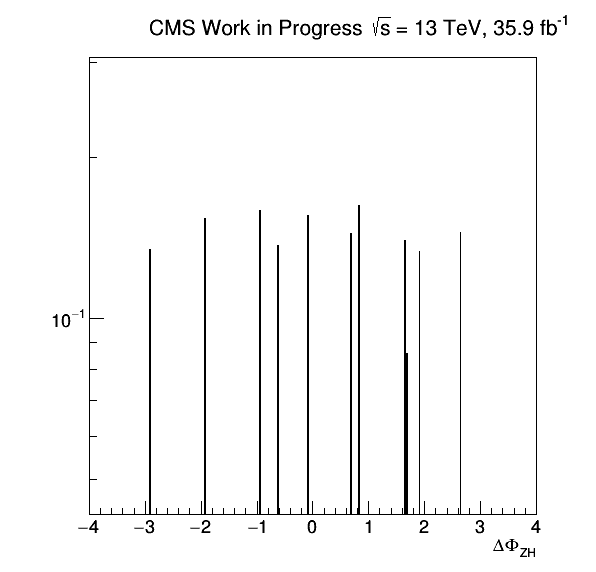 CMS Work in Progress √s = 13 TeV, 35.9 fb⁻¹
10⁻¹
−4 −3 −2 −1 0 1 2 3 4
ΔΦ_ZH